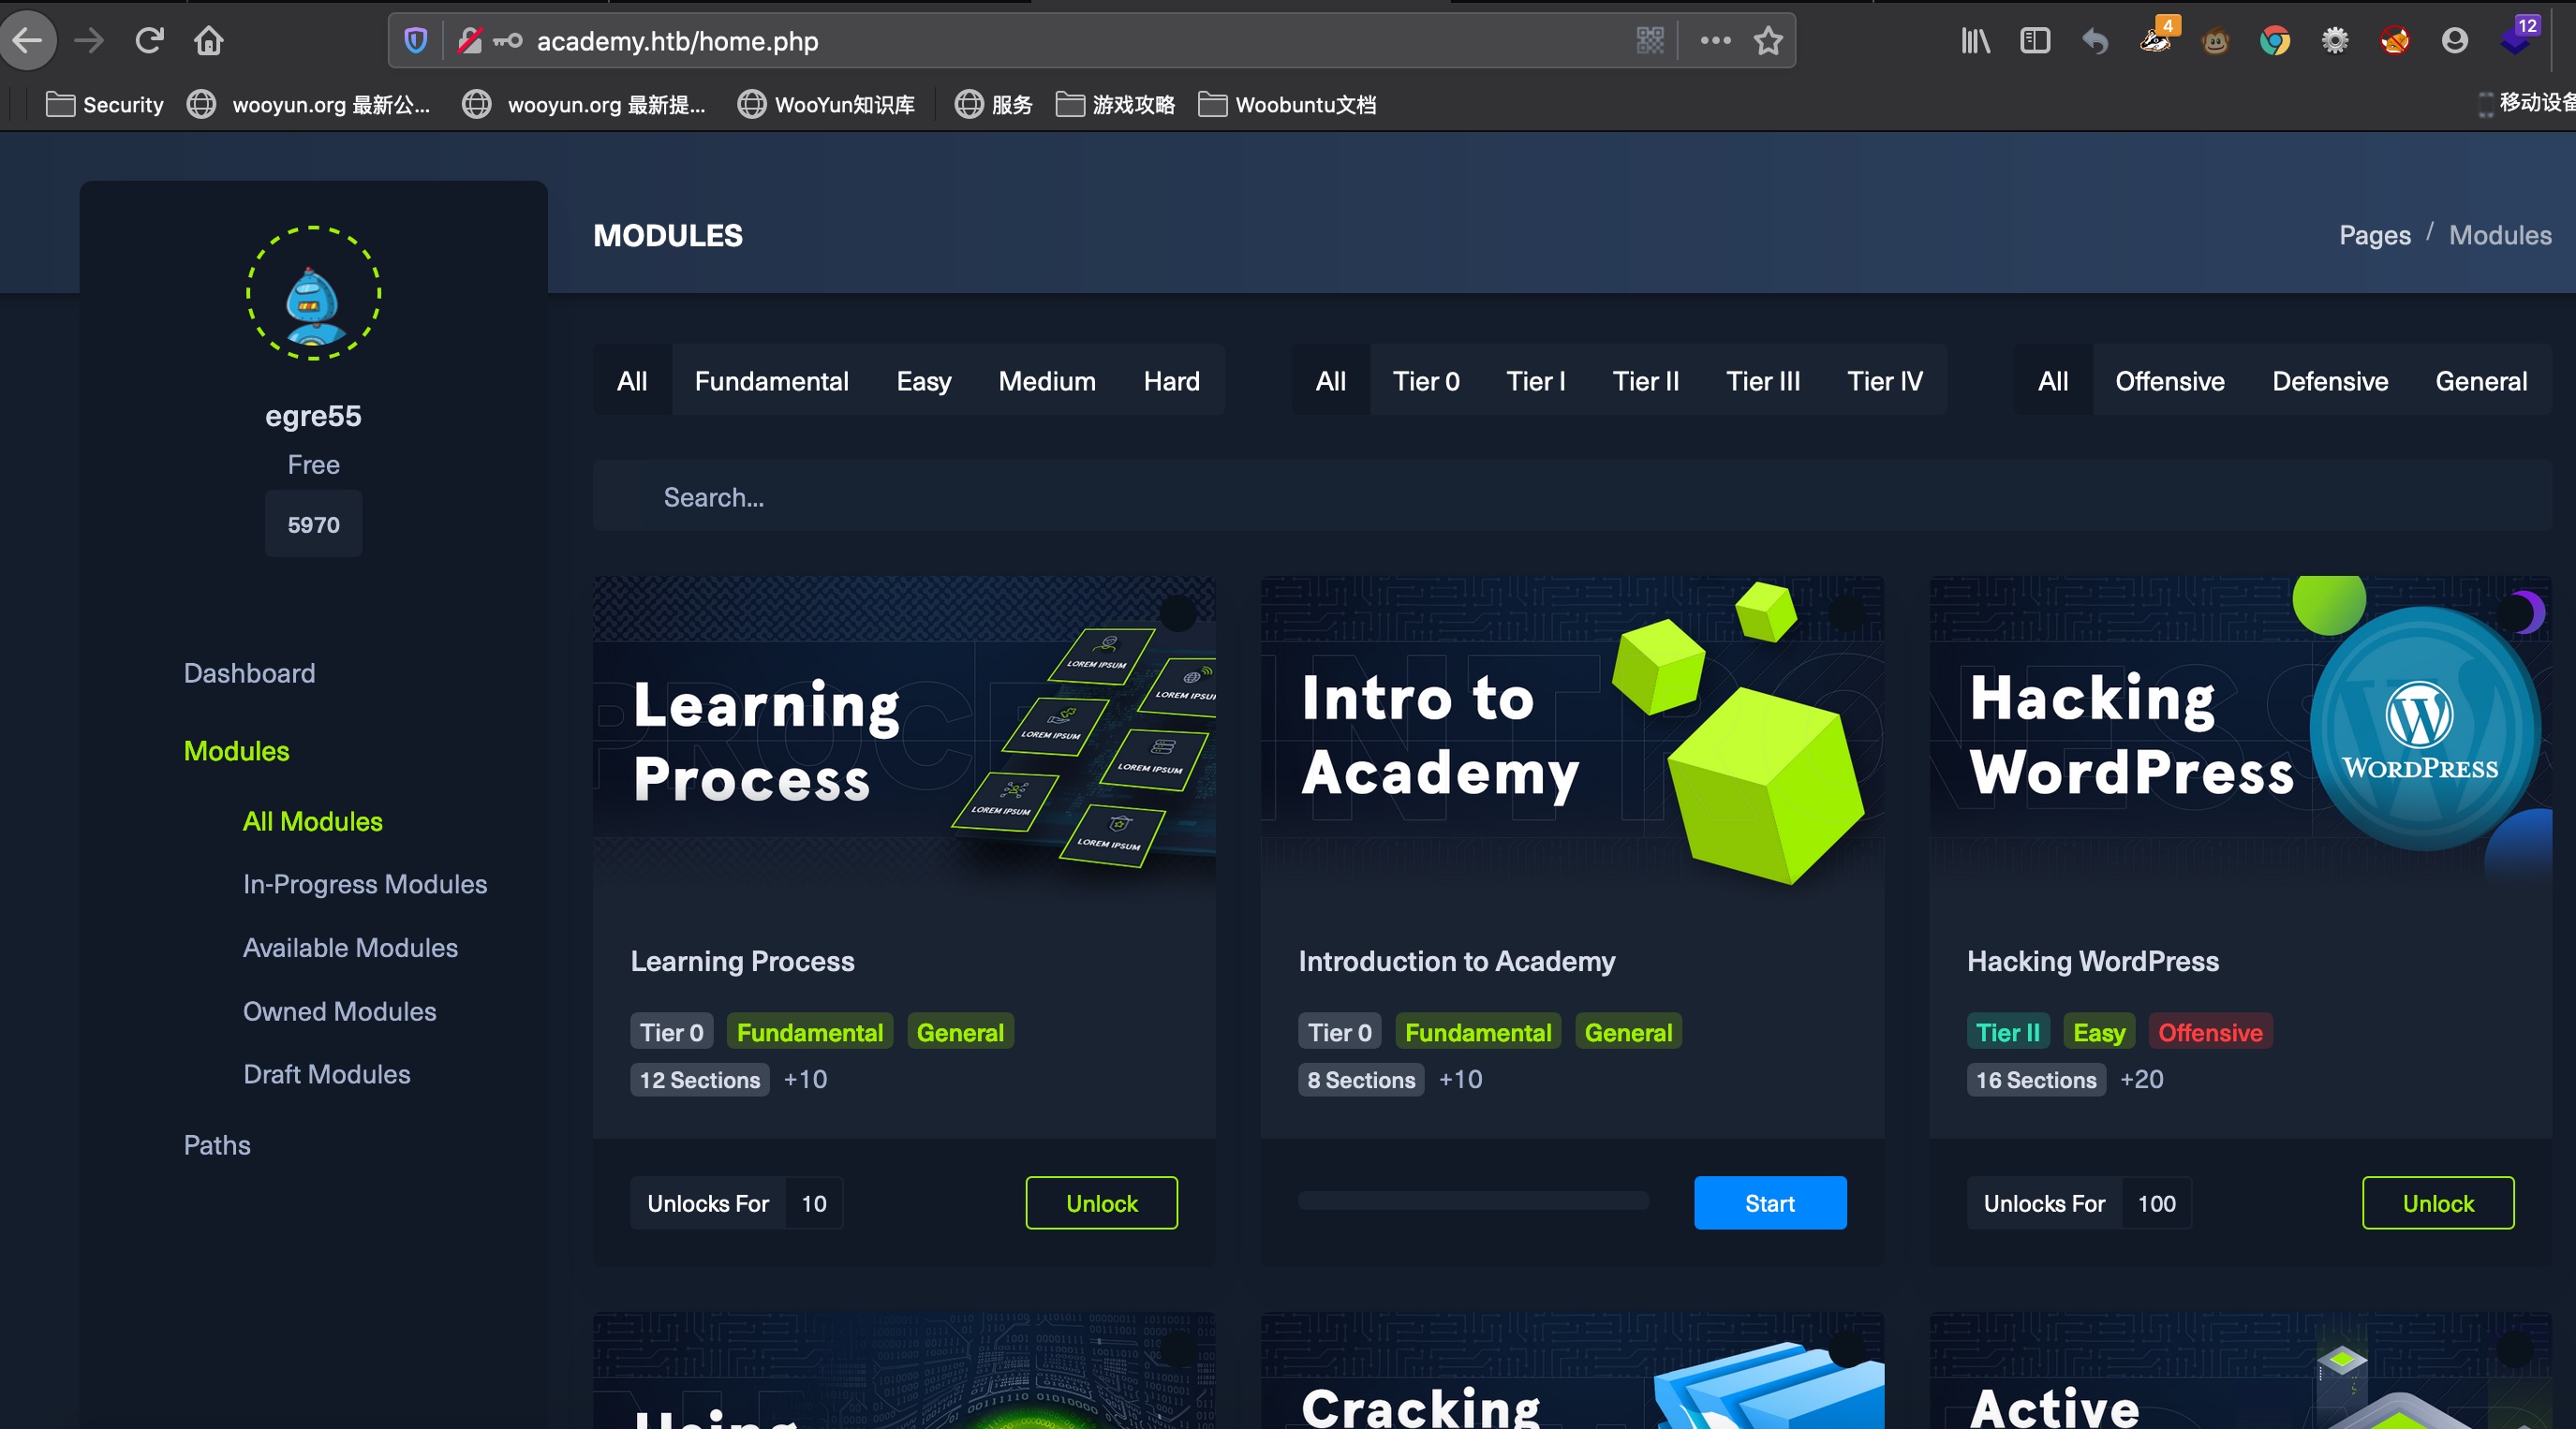 academy.htb/home.php
4
12
Security
wooyun.org 最新公...
wooyun.org 最新提...
WooYun知识库
服务
游戏攻略
Woobuntu文档
移动设备
MODULES
Pages / Modules
egre55
Free
5970
Dashboard
Modules
All Modules
In-Progress Modules
Available Modules
Owned Modules
Draft Modules
Paths
All Fundamental Easy Medium Hard
All Tier 0 Tier I Tier II Tier III Tier IV
All Offensive Defensive General
Search...
Learning
Process
LOREM IPSUM
LOREM IPSU
LOREM IPSUM
LOREM IPSUM
LOREM IPSUM
LOREM IPSUM
Learning Process
Tier 0 Fundamental General
12 Sections +10
Unlocks For 10
Unlock
Intro to
Academy
Introduction to Academy
Tier 0 Fundamental General
8 Sections +10
Start
Hacking
WordPress
WORDPRESS
Hacking WordPress
Tier II Easy Offensive
16 Sections +20
Unlocks For 100
Unlock
Using
Cracking
Active